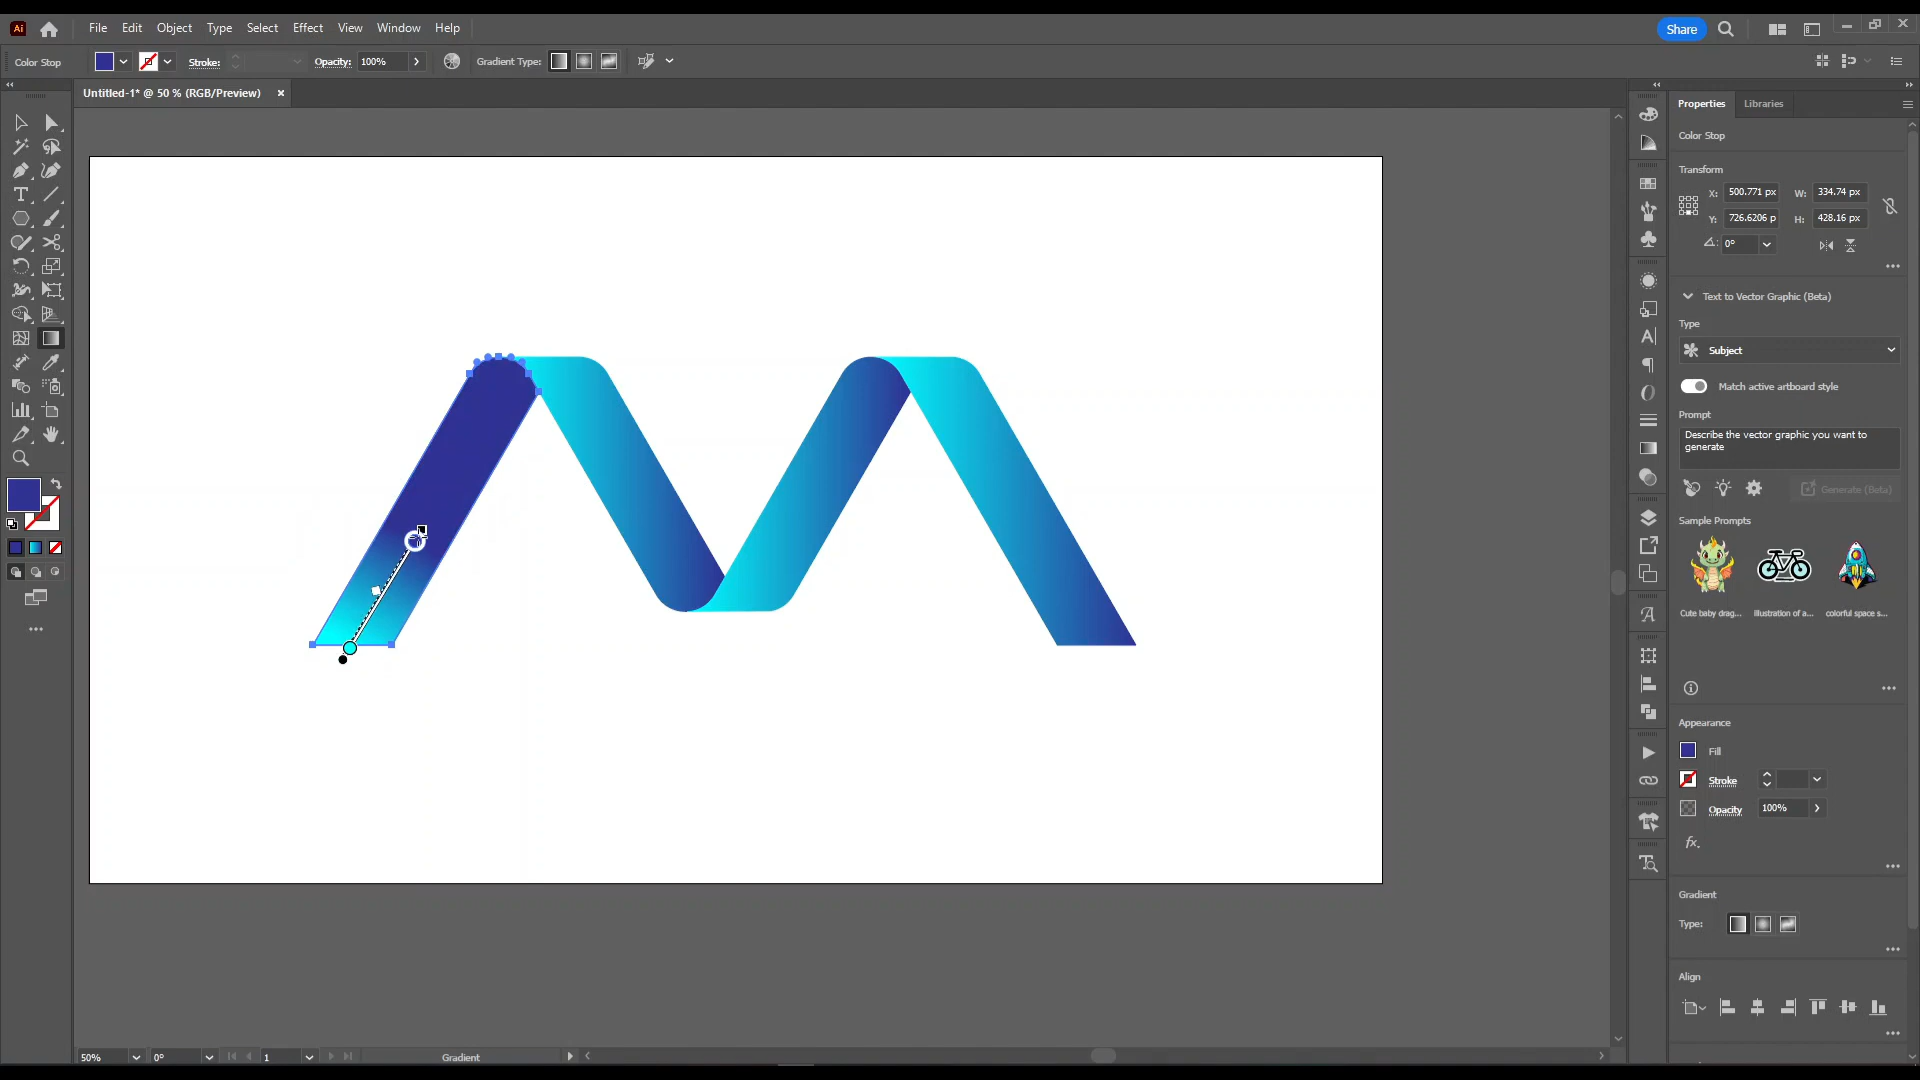 Ai File Edit Object Type Select Effect View Window Help Share
Color Stop Stroke: Opacity: 100% Gradient Type:
Untitled-1* @ 50 % (RGB/Preview) ×
Properties Libraries
Color Stop
Transform
X: 500.771 px W: 334.74 px
Y: 726.6206 p H: 428.16 px
0°
Text to Vector Graphic (Beta)
Type
Subject
Match active artboard style
Prompt
Describe the vector graphic you want to
generate
Generate (Beta)
Sample Prompts
Cute baby drag... Illustration of a... colorful space s...
Appearance
Fill
Stroke
Opacity 100%
fx.
Gradient
Type:
Align
50% 0° 1 Gradient